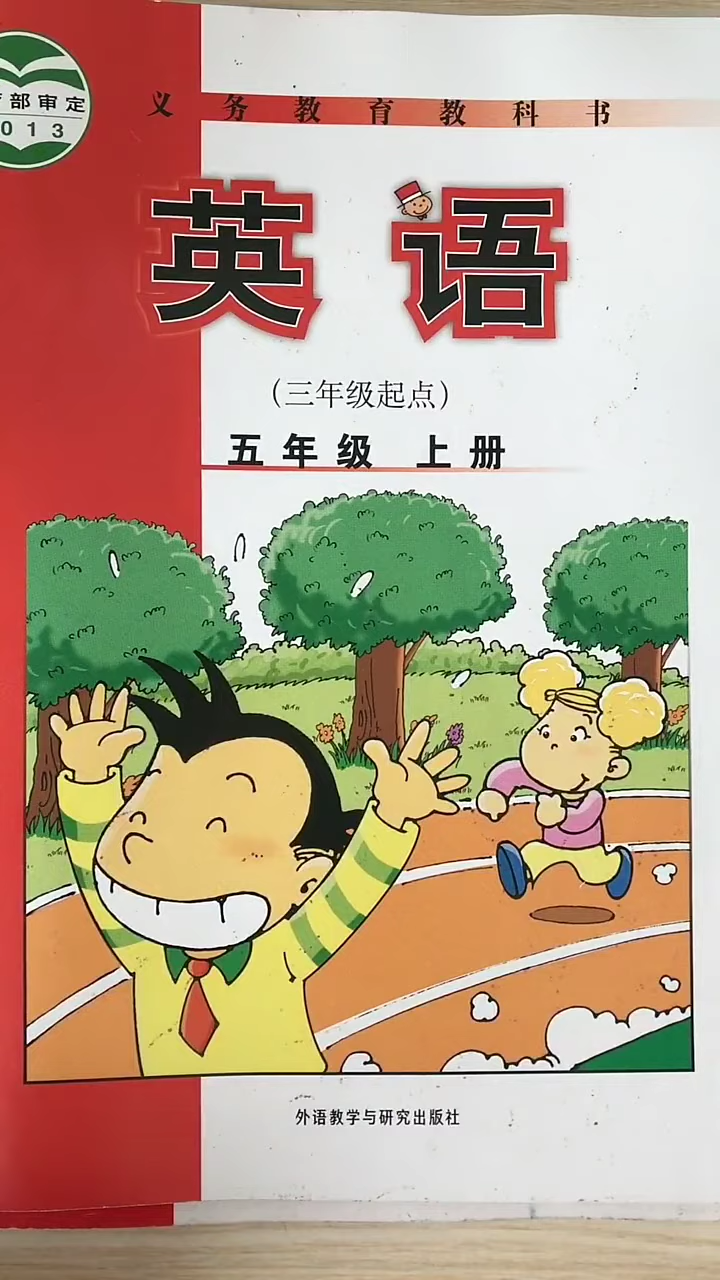 部审定
013
义务教育教科书
英语
（三年级起点）
五年级 上册
外语教学与研究出版社